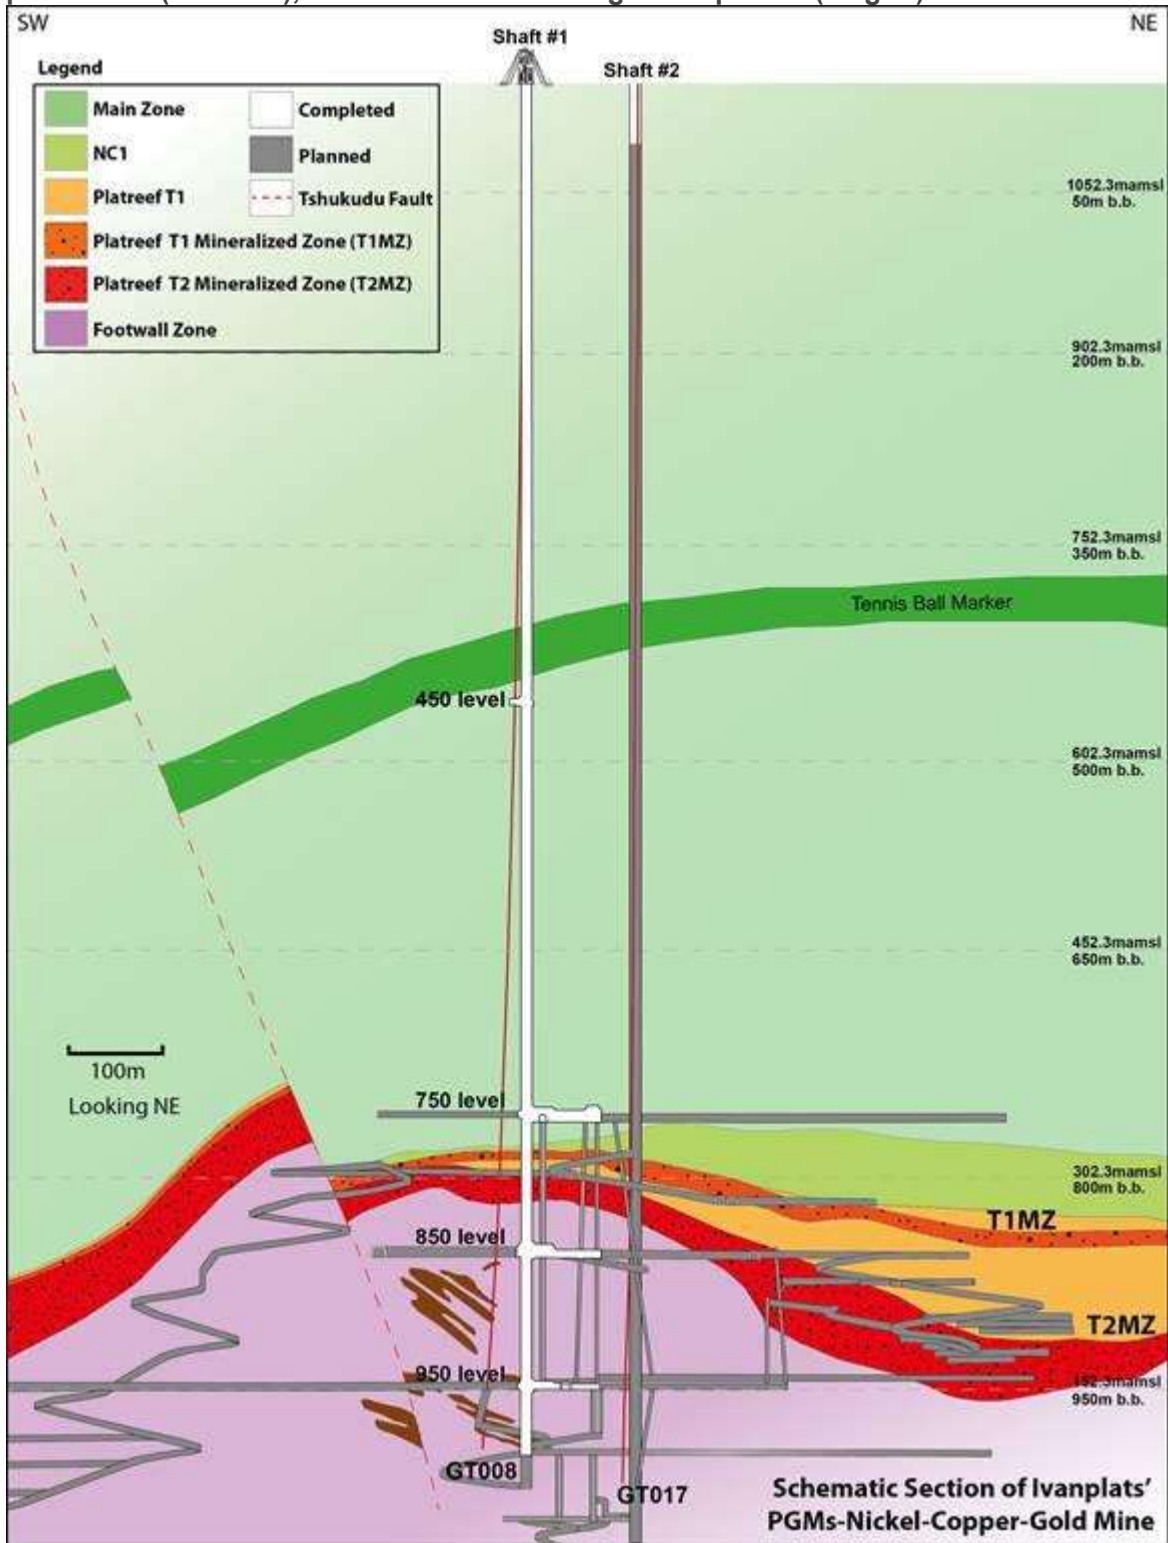 SW
NE
Shaft #1
Shaft #2
Legend
Main Zone
Completed
NC1
Planned
Platreef T1
Tshukudu Fault
Platreef T1 Mineralized Zone (T1MZ)
Platreef T2 Mineralized Zone (T2MZ)
Footwall Zone
1052.3mamsl
50m b.b.
902.3mamsl
200m b.b.
752.3mamsl
350m b.b.
Tennis Ball Marker
450 level
602.3mamsl
500m b.b.
452.3mamsl
650m b.b.
100m
Looking NE
750 level
302.3mamsl
800m b.b.
T1MZ
850 level
T2MZ
950 level
950m b.b.
GT008
GT017
Schematic Section of Ivanplats'
PGMs-Nickel-Copper-Gold Mine